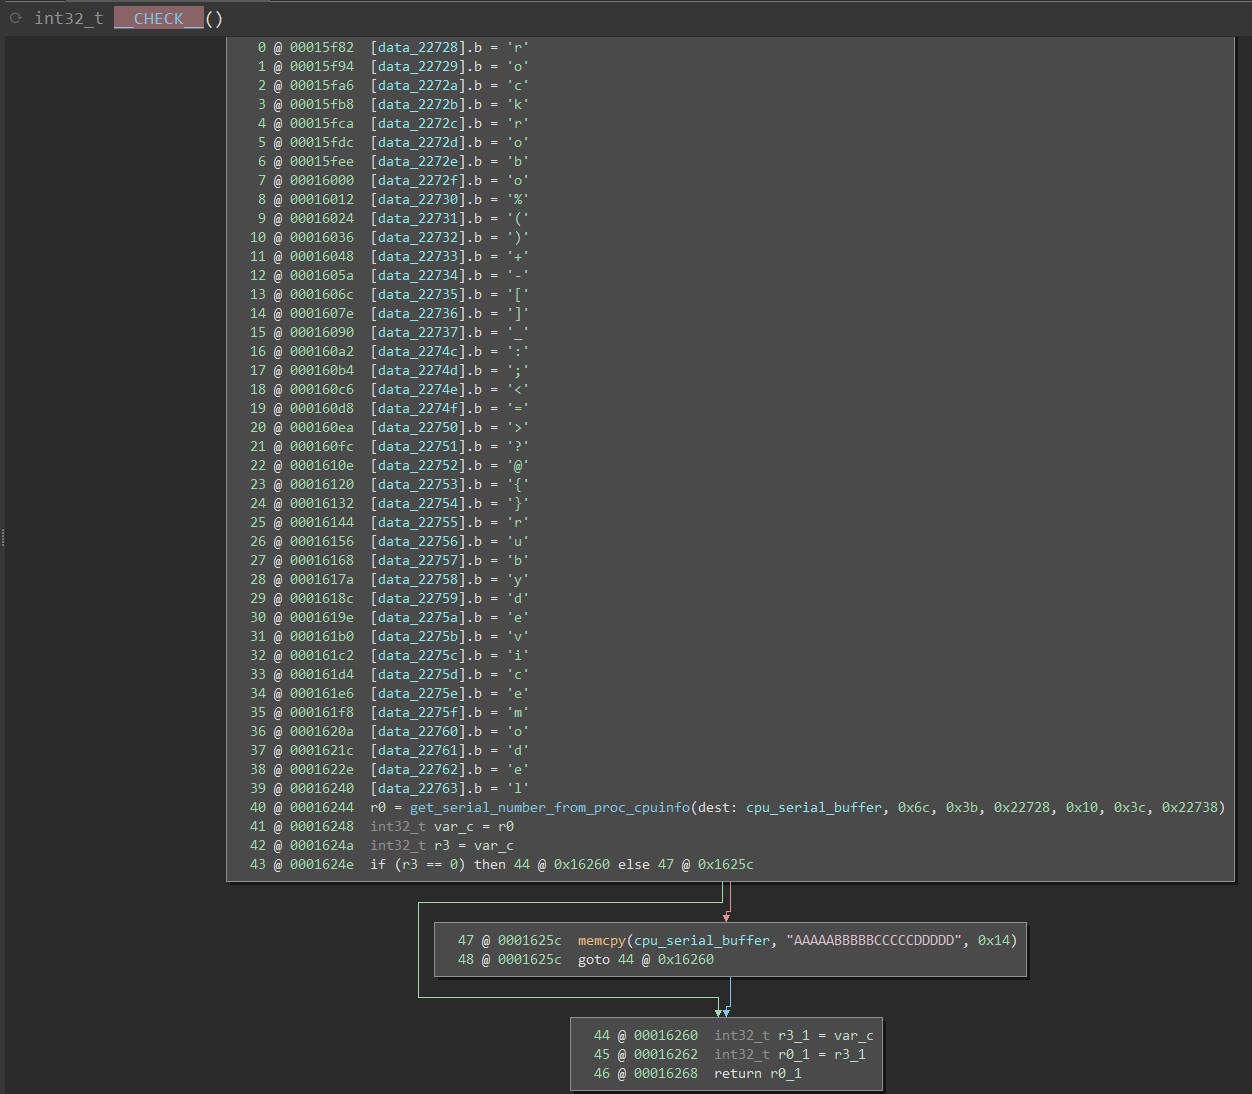 int32_t __CHECK__()
0 @ 00015f82 [data_22728].b = 'r'
1 @ 00015f94 [data_22729].b = 'o'
2 @ 00015fa6 [data_2272a].b = 'c'
3 @ 00015fb8 [data_2272b].b = 'k'
4 @ 00015fca [data_2272c].b = 'r'
5 @ 00015fdc [data_2272d].b = 'o'
6 @ 00015fee [data_2272e].b = 'b'
7 @ 00016000 [data_2272f].b = 'o'
8 @ 00016012 [data_22730].b = '%'
9 @ 00016024 [data_22731].b = '('
10 @ 00016036 [data_22732].b = ')'
11 @ 00016048 [data_22733].b = '+'
12 @ 0001605a [data_22734].b = '-'
13 @ 0001606c [data_22735].b = '['
14 @ 0001607e [data_22736].b = ']'
15 @ 00016090 [data_22737].b = '_'
16 @ 000160a2 [data_2274c].b = ':'
17 @ 000160b4 [data_2274d].b = ';'
18 @ 000160c6 [data_2274e].b = '<'
19 @ 000160d8 [data_2274f].b = '='
20 @ 000160ea [data_22750].b = '>'
21 @ 000160fc [data_22751].b = '?'
22 @ 0001610e [data_22752].b = '@'
23 @ 00016120 [data_22753].b = '{'
24 @ 00016132 [data_22754].b = '}'
25 @ 00016144 [data_22755].b = 'r'
26 @ 00016156 [data_22756].b = 'u'
27 @ 00016168 [data_22757].b = 'b'
28 @ 0001617a [data_22758].b = 'y'
29 @ 0001618c [data_22759].b = 'd'
30 @ 0001619e [data_2275a].b = 'e'
31 @ 000161b0 [data_2275b].b = 'v'
32 @ 000161c2 [data_2275c].b = 'i'
33 @ 000161d4 [data_2275d].b = 'c'
34 @ 000161e6 [data_2275e].b = 'e'
35 @ 000161f8 [data_2275f].b = 'm'
36 @ 0001620a [data_22760].b = 'o'
37 @ 0001621c [data_22761].b = 'd'
38 @ 0001622e [data_22762].b = 'e'
39 @ 00016240 [data_22763].b = 'l'
40 @ 00016244 r0 = get_serial_number_from_proc_cpuinfo(dest: cpu_serial_buffer, 0x6c, 0x3b, 0x22728, 0x10, 0x3c, 0x22738)
41 @ 00016248 int32_t var_c = r0
42 @ 0001624a int32_t r3 = var_c
43 @ 0001624e if (r3 == 0) then 44 @ 0x16260 else 47 @ 0x1625c
47 @ 0001625c memcpy(cpu_serial_buffer, "AAAAABBBBBCCCCCDDDDD", 0x14)
48 @ 0001625c goto 44 @ 0x16260
44 @ 00016260 int32_t r3_1 = var_c
45 @ 00016262 int32_t r0_1 = r3_1
46 @ 00016268 return r0_1